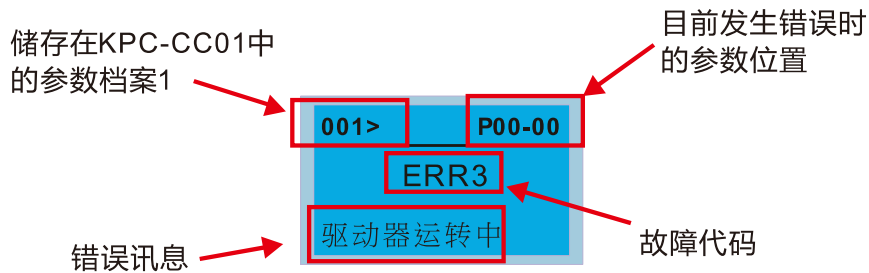 储存在KPC-CC01中
的参数档案1
目前发生错误时
的参数位置
001>
P00-00
ERR3
驱动器运转中
错误讯息
故障代码